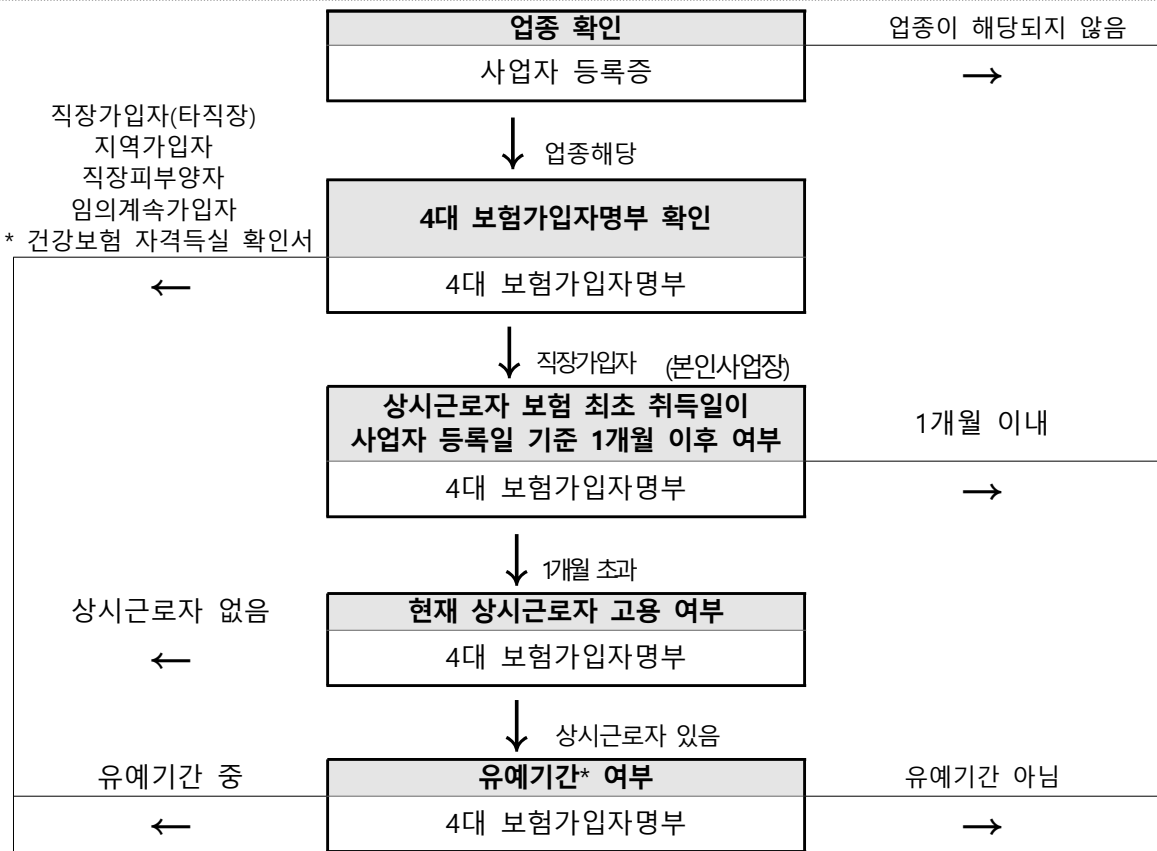 업종 확인
업종이 해당되지 않음
사업자 등록증
→
직장가입자(타직장)
지역가입자
직장피부양자
임의계속가입자
* 건강보험 자격득실 확인서
↓ 업종해당
4대 보험가입자명부 확인
←
4대 보험가입자명부
↓ 직장가입자 (본인사업장)
상시근로자 보험 최초 취득일이
사업자 등록일 기준 1개월 이후 여부
1개월 이내
4대 보험가입자명부
→
↓ 1개월 초과
상시근로자 없음
현재 상시근로자 고용 여부
←
4대 보험가입자명부
↓ 상시근로자 있음
유예기간 중
유예기간* 여부
유예기간 아님
←
4대 보험가입자명부
→